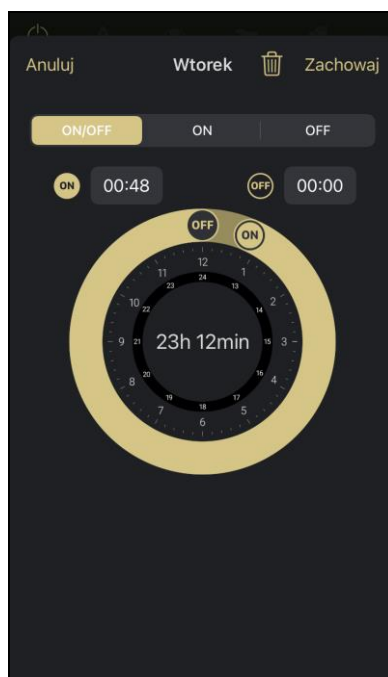 Anuluj Wtorek Zachowaj
ON/OFF ON OFF
ON 00:48 OFF 00:00
OFF ON
12
11 24 1
23 13
10 22 14 2
9 21 23h 12min 15 3
8 20 16 4
19 17
7 18 5
6